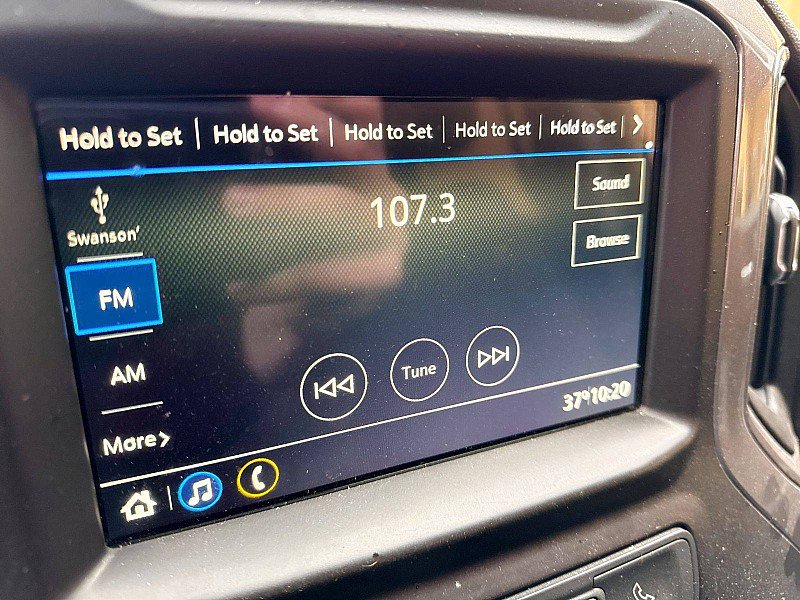 Hold to Set Hold to Set Hold to Set Hold to Set Hold to Set
Swanson'
107.3
Sound
Browse
FM
AM
Tune
More
37° 10:20